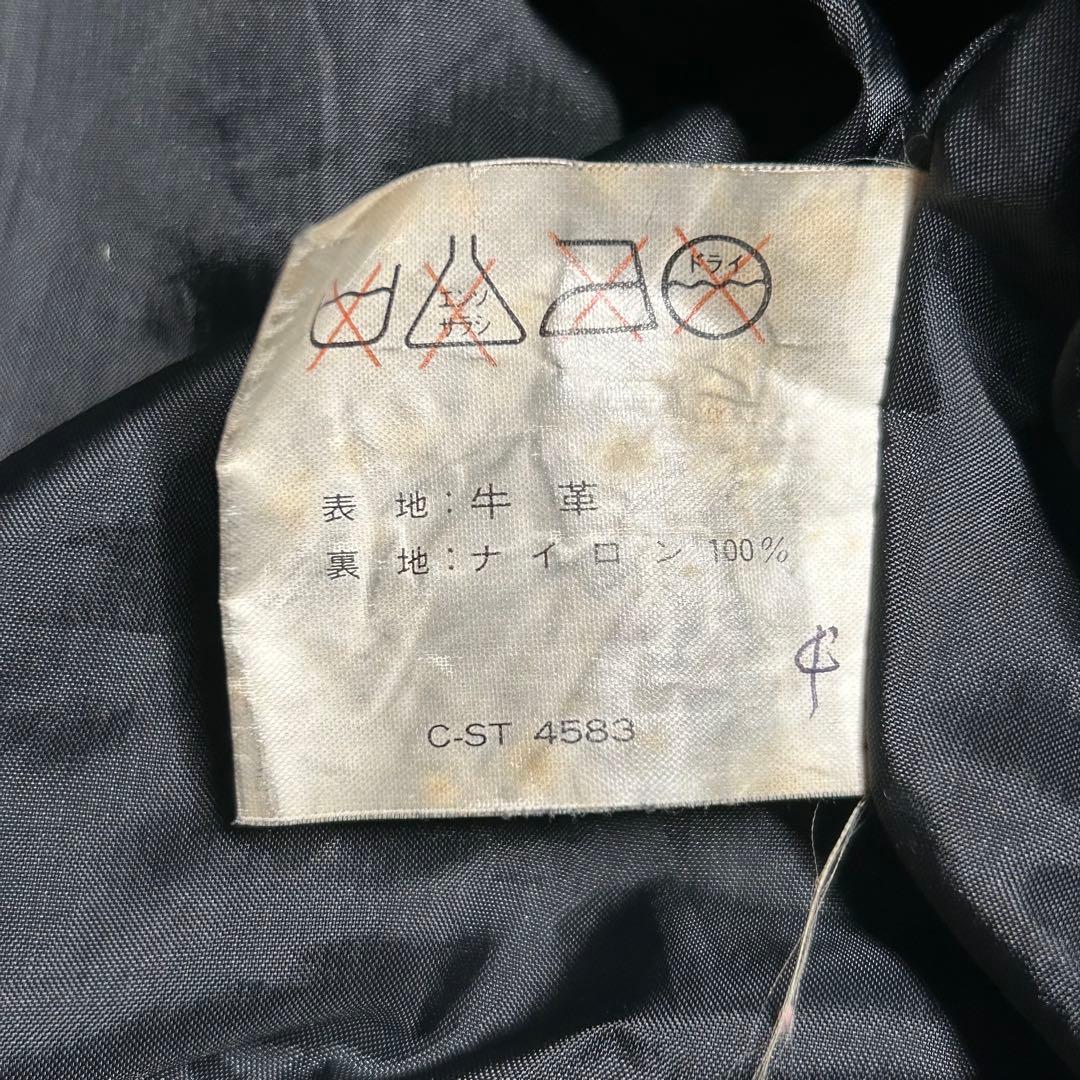 エンソ
サラシ
ドライ
表 地：牛 革
裏 地：ナイロン 100%
C-ST 4583